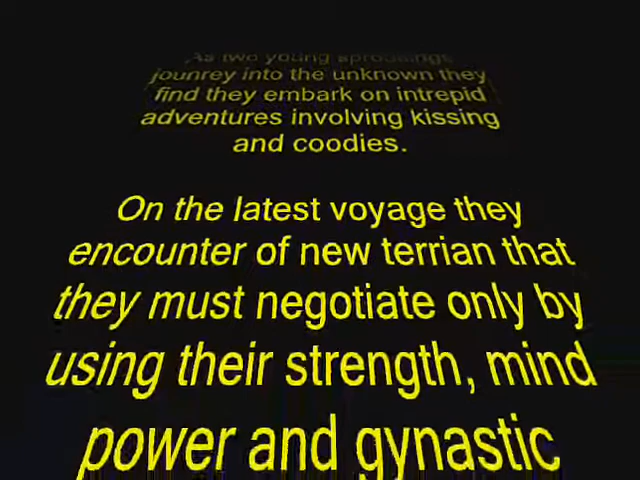 As two young
jounrey into the unknown they
find they embark on intrepid
adventures involving kissing
and coodies.
On the latest voyage they
encounter of new terrian that
they must negotiate only by
using their strength, mind
power and gynastic